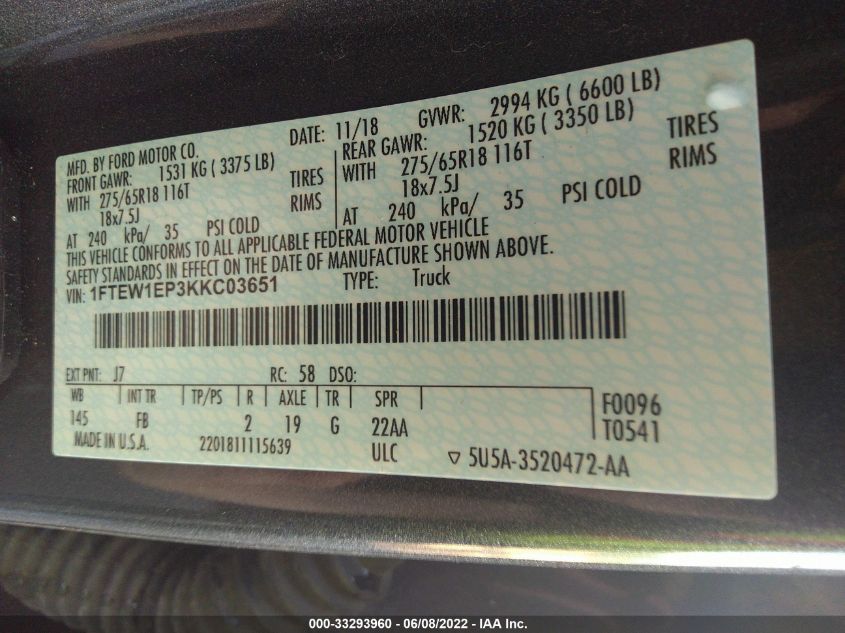 MFD. BY FORD MOTOR CO. DATE: 11/18 GVWR: 2994 KG ( 6600 LB)
FRONT GAWR: 1531 KG ( 3375 LB) REAR GAWR: 1520 KG ( 3350 LB)
WITH 275/65R18 116T TIRES WITH 275/65R18 116T TIRES
18x7.5J RIMS 18x7.5J RIMS
AT 240 kPa/ 35 PSI COLD AT 240 kPa/ 35 PSI COLD
THIS VEHICLE CONFORMS TO ALL APPLICABLE FEDERAL MOTOR VEHICLE
SAFETY STANDARDS IN EFFECT ON THE DATE OF MANUFACTURE SHOWN ABOVE.
VIN: 1FTEW1EP3KKC03651 TYPE: Truck
EXT PNT: J7 RC: 58 DSO:
WB INT TR TP/PS R AXLE TR SPR F0096
145 FB 2 19 G 22AA T0541
MADE IN U.S.A. 2201811115639 ULC ▽ 5U5A-3520472-AA
000-33293960 - 06/08/2022 - IAA Inc.